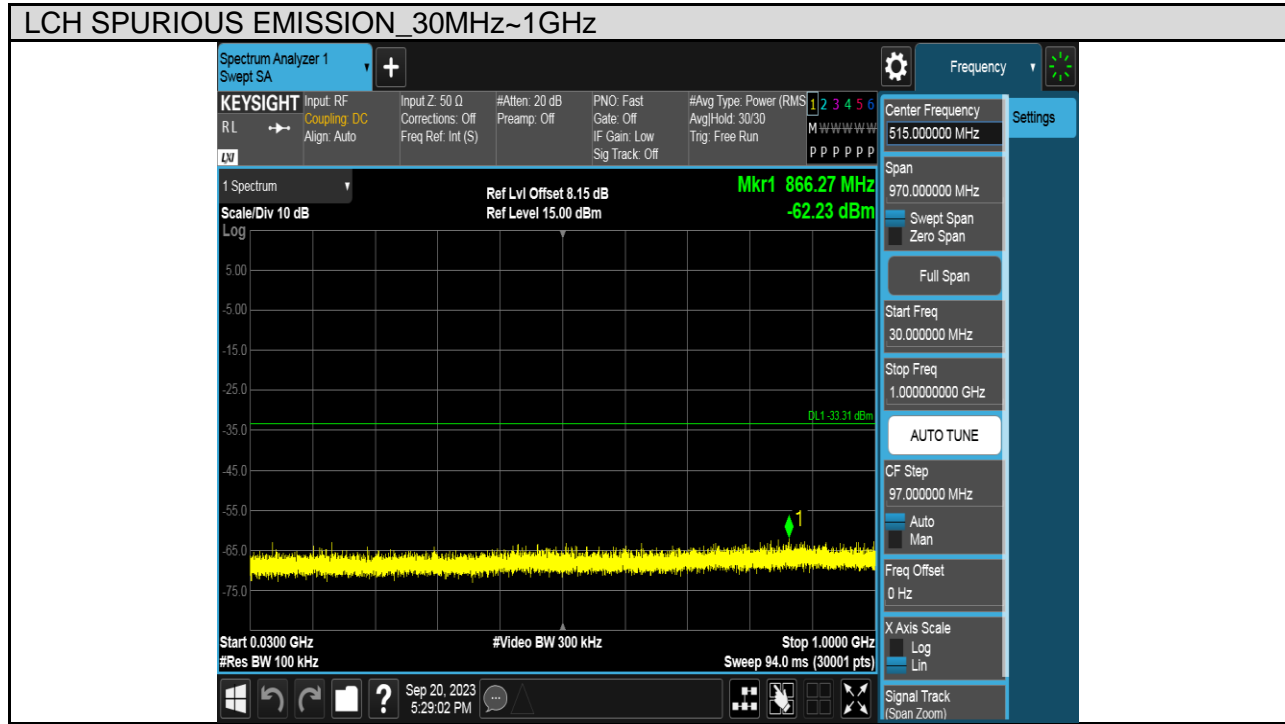 LCH SPURIOUS EMISSION_30MHz~1GHz
Spectrum Analyzer 1
Swept SA
Frequency
KEYSIGHT
RL
LXI
Input: RF
Coupling: DC
Align: Auto
Input Z: 50 Ω
Corrections: Off
Freq Ref: Int (S)
#Atten: 20 dB
Preamp: Off
PNO: Fast
Gate: Off
IF Gain: Low
Sig Track: Off
#Avg Type: Power (RMS
Avg|Hold: 30/30
Trig: Free Run
1 2 3 4 5 6
M W W W W W
P P P P P P
1 Spectrum
Scale/Div 10 dB
Ref Lvl Offset 8.15 dB
Ref Level 15.00 dBm
Mkr1 866.27 MHz
-62.23 dBm
Log
5.00
-5.00
-15.0
-25.0
DL1 -33.31 dBm
-35.0
-45.0
-55.0
1
-65.0
-75.0
Start 0.0300 GHz
#Res BW 100 kHz
#Video BW 300 kHz
Stop 1.0000 GHz
Sweep 94.0 ms (30001 pts)
Sep 20, 2023
5:29:02 PM
Center Frequency
515.000000 MHz
Settings
Span
970.000000 MHz
Swept Span
Zero Span
Full Span
Start Freq
30.000000 MHz
Stop Freq
1.000000000 GHz
AUTO TUNE
CF Step
97.000000 MHz
Auto
Man
Freq Offset
0 Hz
X Axis Scale
Log
Lin
Signal Track
(Span Zoom)